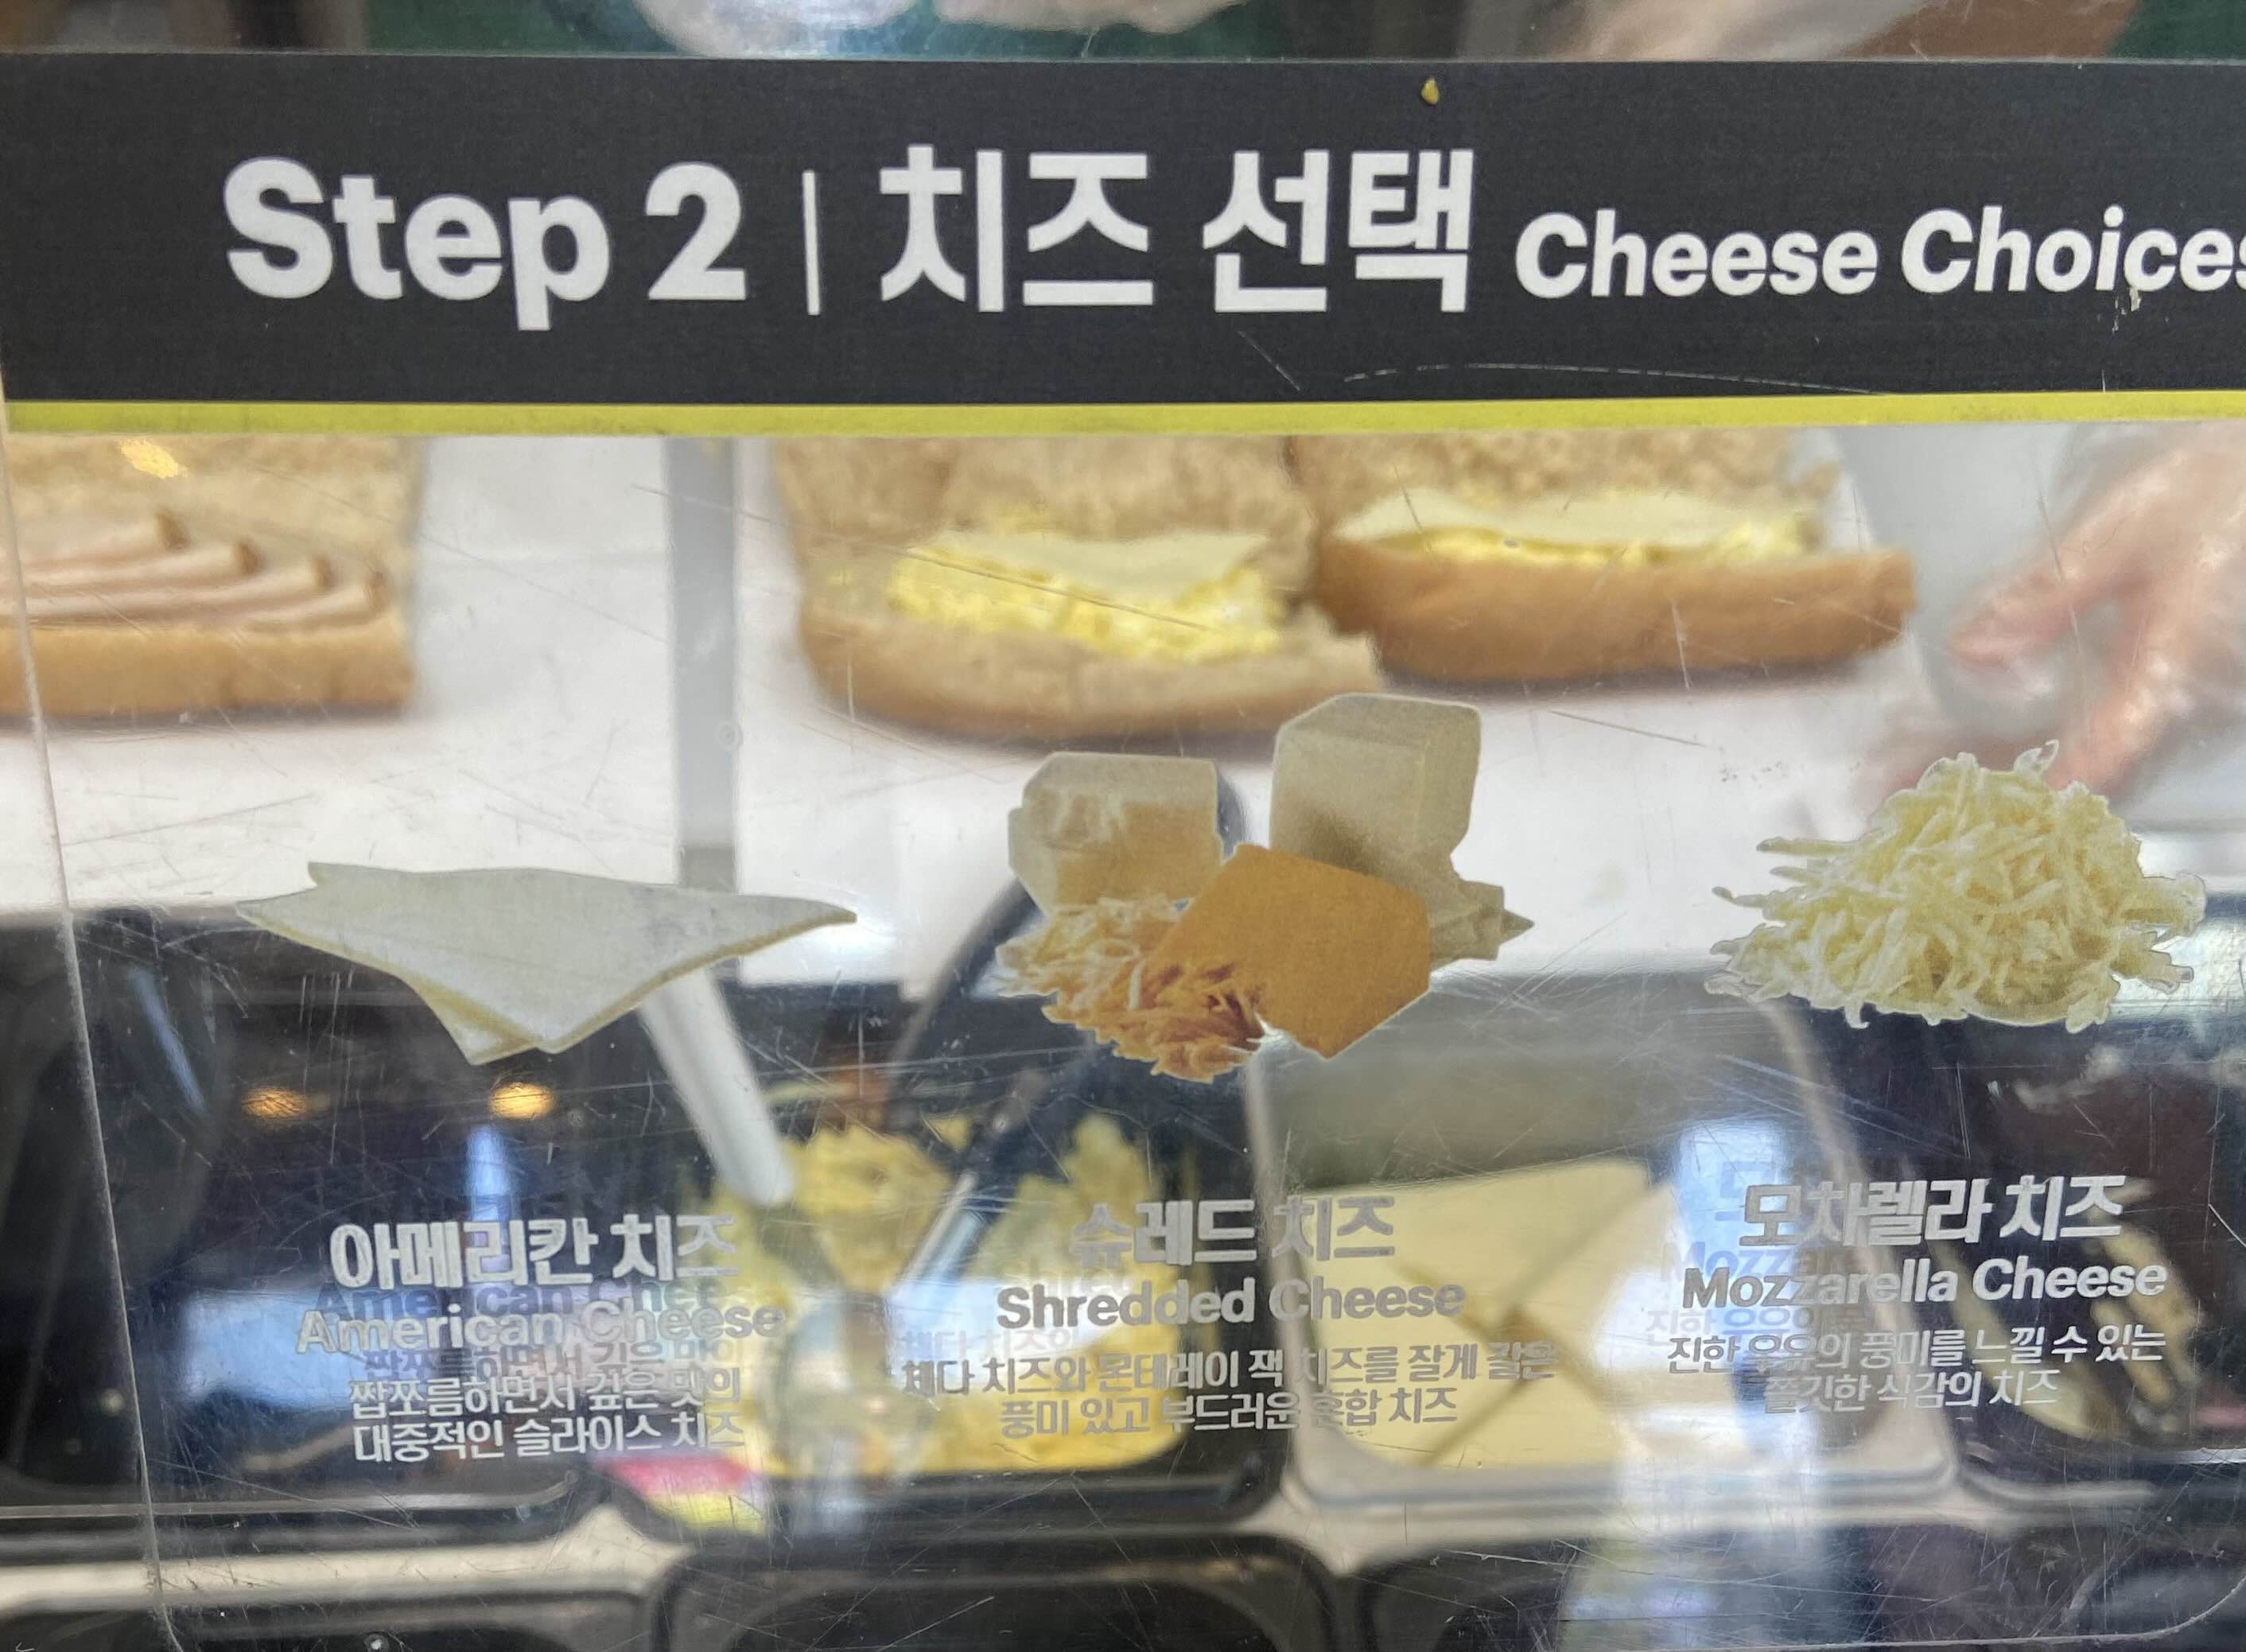 Step 2 | 치즈 선택 Cheese Choices
아메리칸 치즈
American Cheese
짭쪼름하면서 깊은 맛의
대중적인 슬라이스 치즈
슈레드 치즈
Shredded Cheese
체다 치즈와 몬테레이 잭 치즈를 잘게 갈은
풍미 있고 부드러운 혼합 치즈
모차렐라 치즈
Mozzarella Cheese
진한 우유의 풍미를 느낄 수 있는
쫄깃한 식감의 치즈